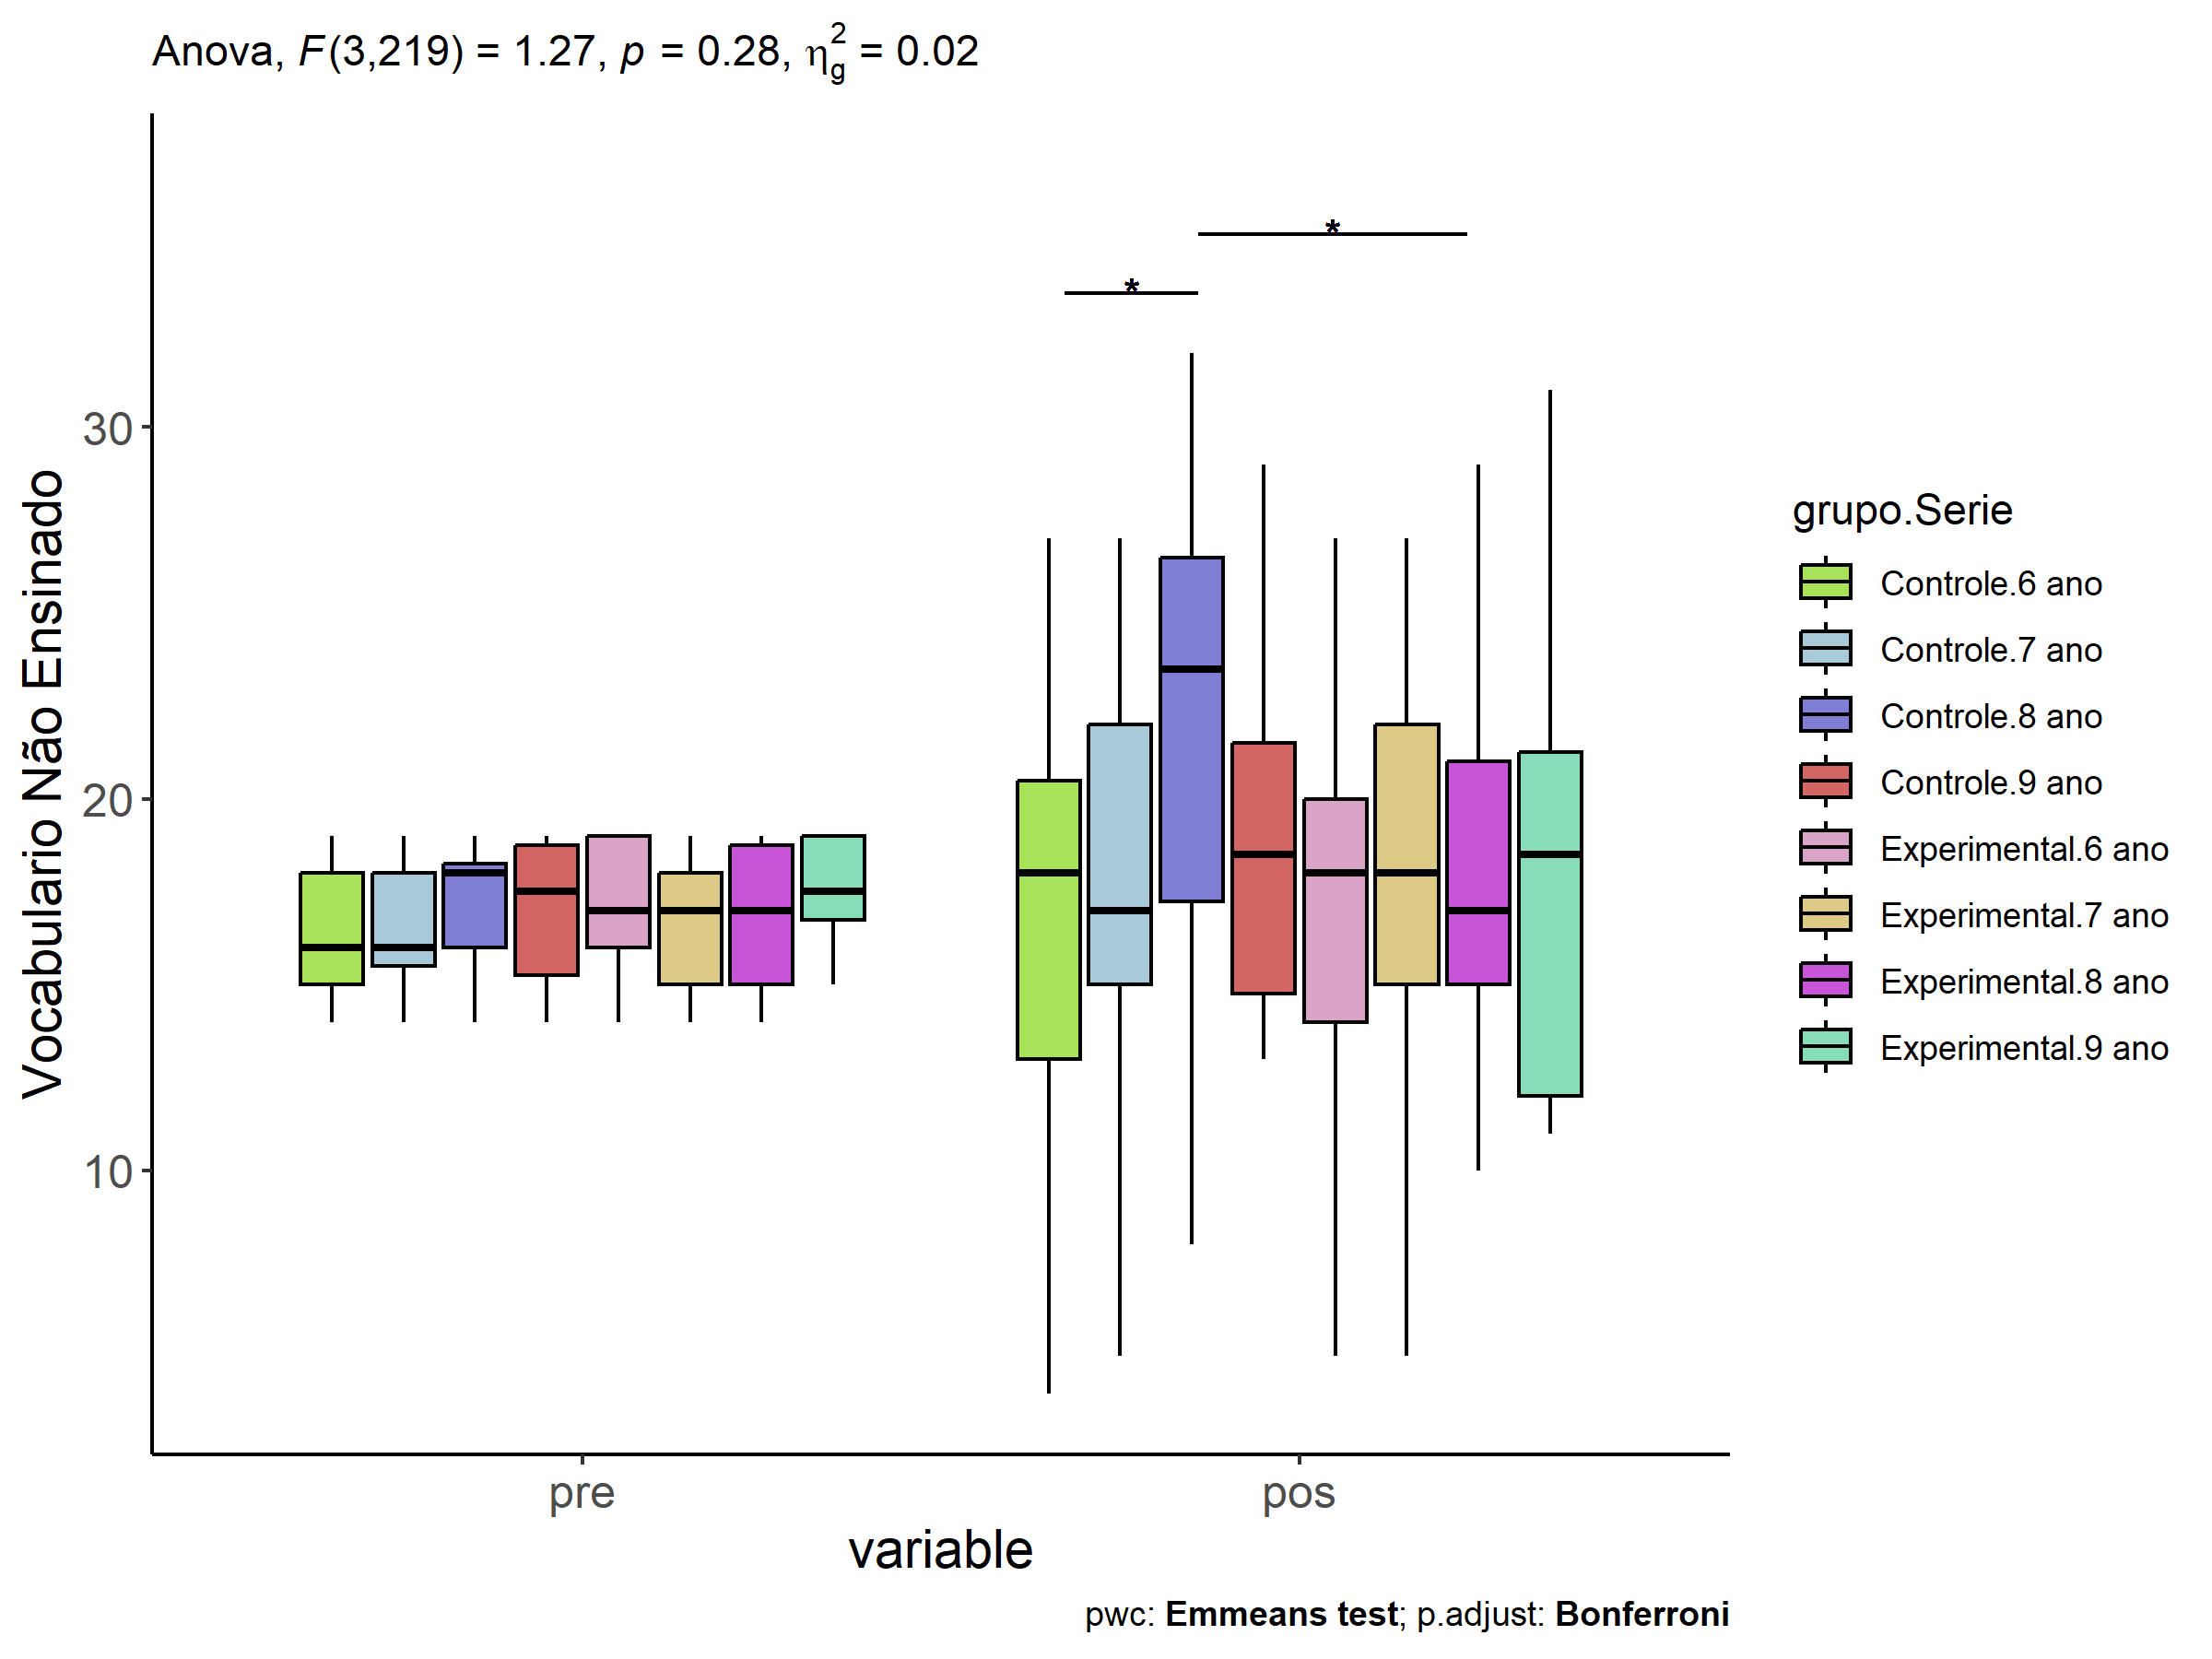 Anova, F(3,219) = 1.27, p = 0.28, η²g = 0.02
*
*
30
20
10
Vocabulario Não Ensinado
pre
pos
variable
grupo.Serie
Controle.6 ano
Controle.7 ano
Controle.8 ano
Controle.9 ano
Experimental.6 ano
Experimental.7 ano
Experimental.8 ano
Experimental.9 ano
pwc: Emmeans test; p.adjust: Bonferroni